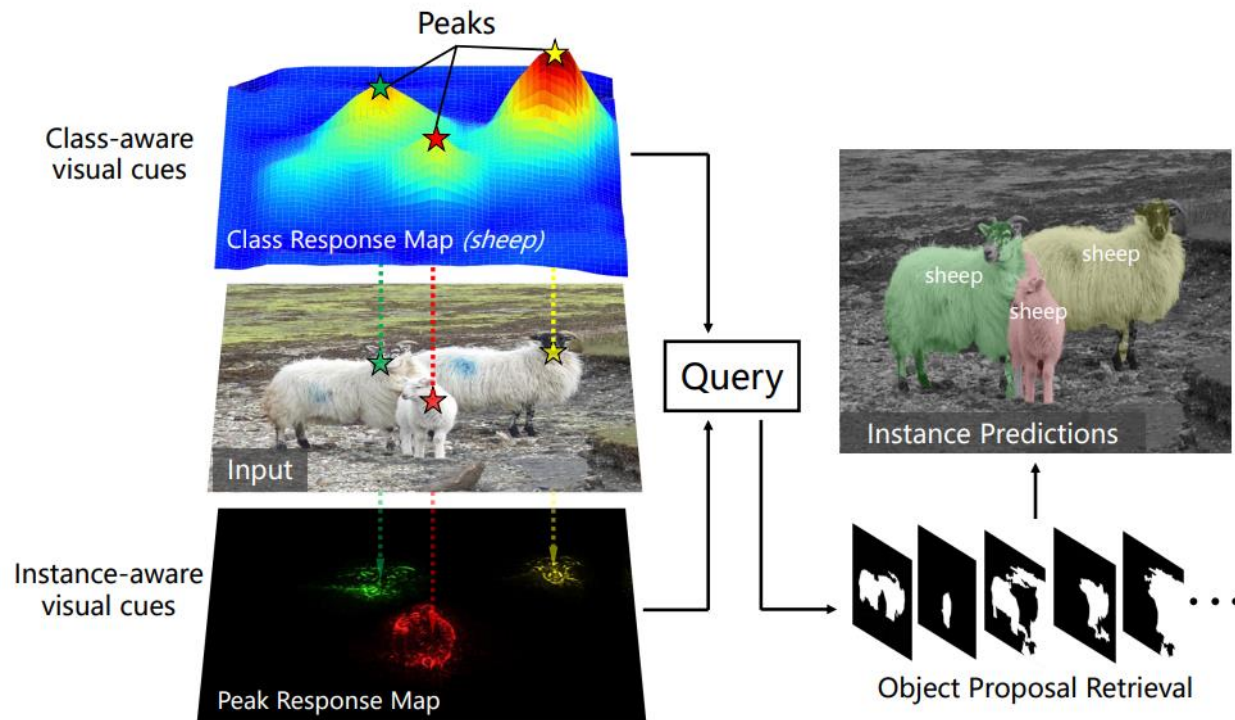 Peaks
Class-aware
visual cues
Class Response Map (sheep)
Input
Instance-aware
visual cues
Peak Response Map
Query
sheep
sheep
sheep
Instance Predictions
Object Proposal Retrieval